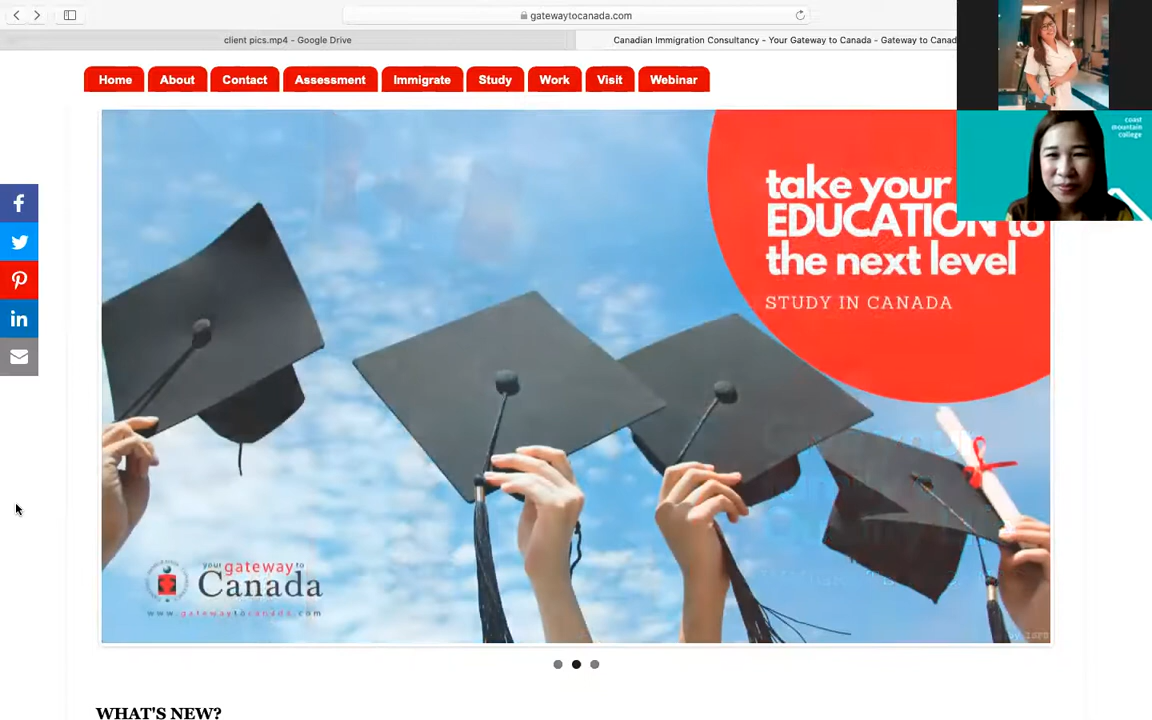 gatewaytocanada.com
client pics.mp4 - Google Drive
Canadian Immigration Consultancy - Your Gateway to Canada - Gateway to Canad
Home About Contact Assessment Immigrate Study Work Visit Webinar
coast
mountain
college
take your
EDUCATION to
the next level
STUDY IN CANADA
your gateway to
Canada
www.gatewaytocanada.com
WHAT'S NEW?